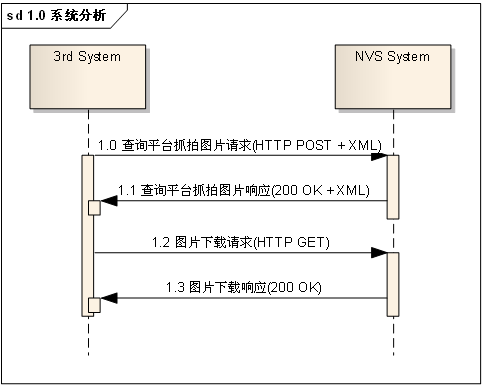 sd 1.0 系统分析
3rd System
NVS System
1.0 查询平台抓拍图片请求(HTTP POST + XML)
1.1 查询平台抓拍图片响应(200 OK +XML)
1.2 图片下载请求(HTTP GET)
1.3 图片下载响应(200 OK)